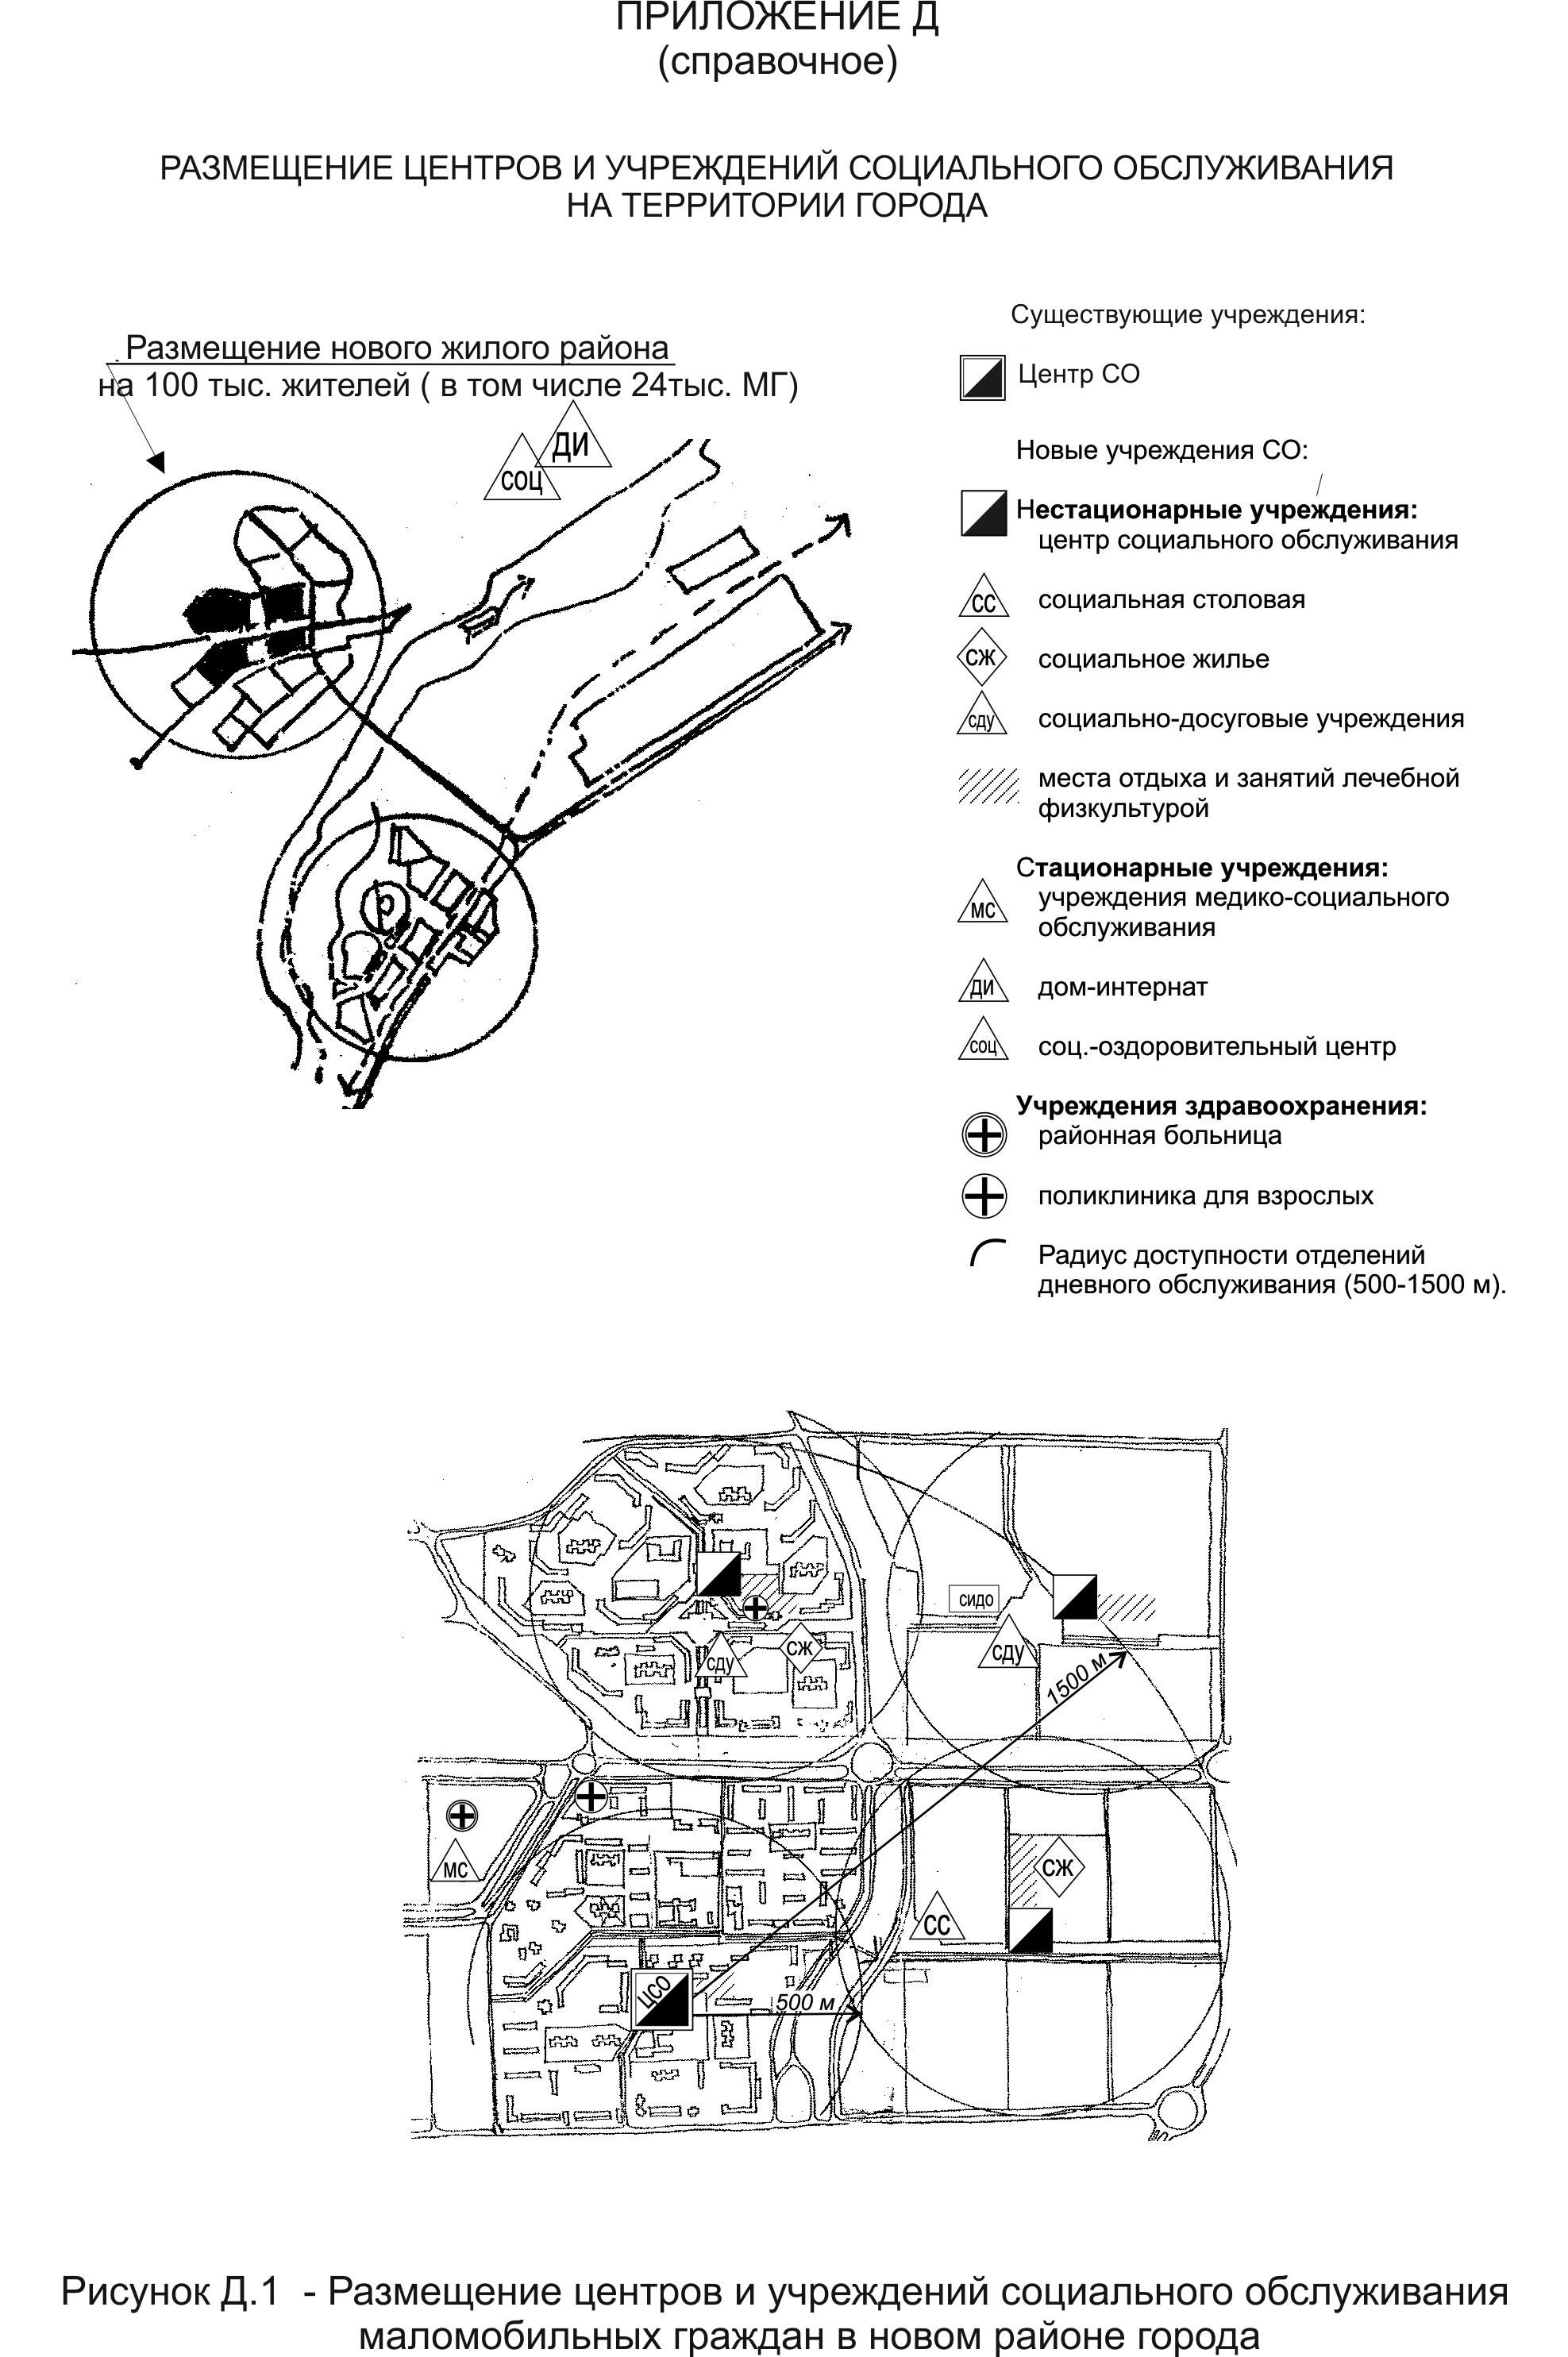 ПРИЛОЖЕНИЕ Д
(справочное)
РАЗМЕЩЕНИЕ ЦЕНТРОВ И УЧРЕЖДЕНИЙ СОЦИАЛЬНОГО ОБСЛУЖИВАНИЯ
НА ТЕРРИТОРИИ ГОРОДА
Размещение нового жилого района
на 100 тыс. жителей ( в том числе 24тыс. МГ)
ДИ
СОЦ
Существующие учреждения:
Центр СО
Новые учреждения СО:
Нестационарные учреждения:
центр социального обслуживания
СС социальная столовая
СЖ социальное жилье
СДУ социально-досуговые учреждения
места отдыха и занятий лечебной
физкультурой
Стационарные учреждения:
МС учреждения медико-социального
обслуживания
ДИ дом-интернат
СОЦ соц.-оздоровительный центр
Учреждения здравоохранения:
районная больница
поликлиника для взрослых
Радиус доступности отделений
дневного обслуживания (500-1500 м).
СИДО
СДУ
СЖ
СДУ
1500 м
МС
СЖ
СС
ЦСО
500 м
Рисунок Д.1 - Размещение центров и учреждений социального обслуживания
маломобильных граждан в новом районе города